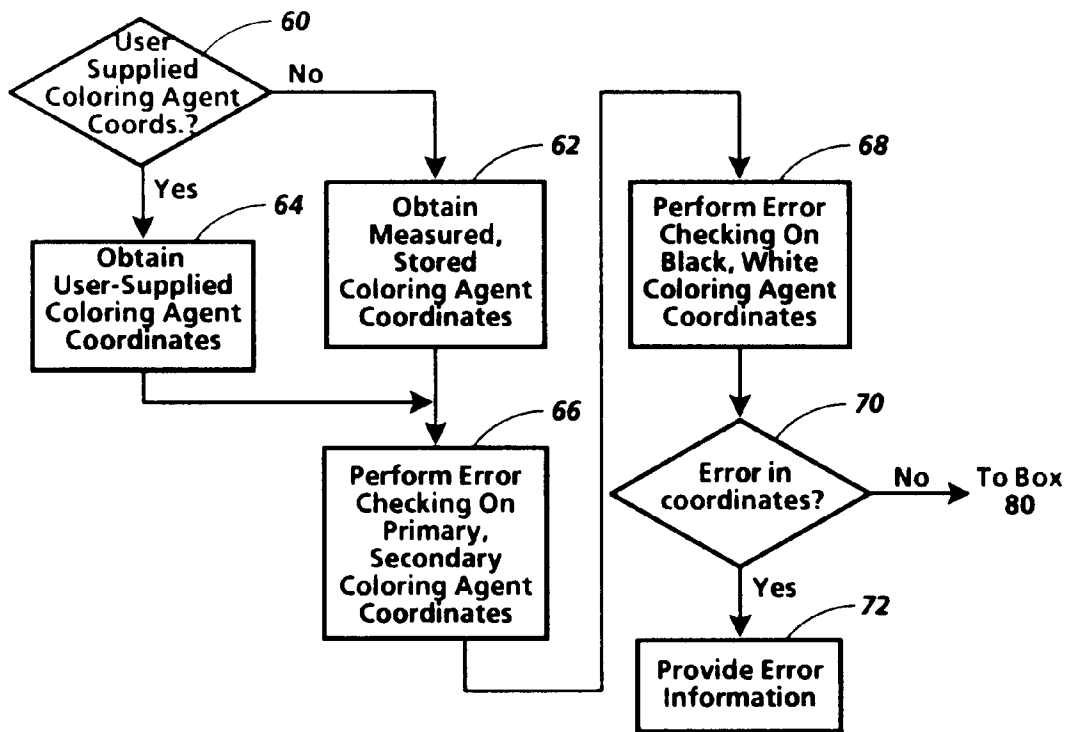 60
User
Supplied
Coloring Agent
Coords.?
No
Yes
64
Obtain
User-Supplied
Coloring Agent
Coordinates
62
Obtain
Measured,
Stored
Coloring Agent
Coordinates
66
Perform Error
Checking On
Primary,
Secondary
Coloring Agent
Coordinates
68
Perform Error
Checking On
Black, White
Coloring Agent
Coordinates
70
Error in
coordinates?
No
To Box
80
Yes
72
Provide Error
Information